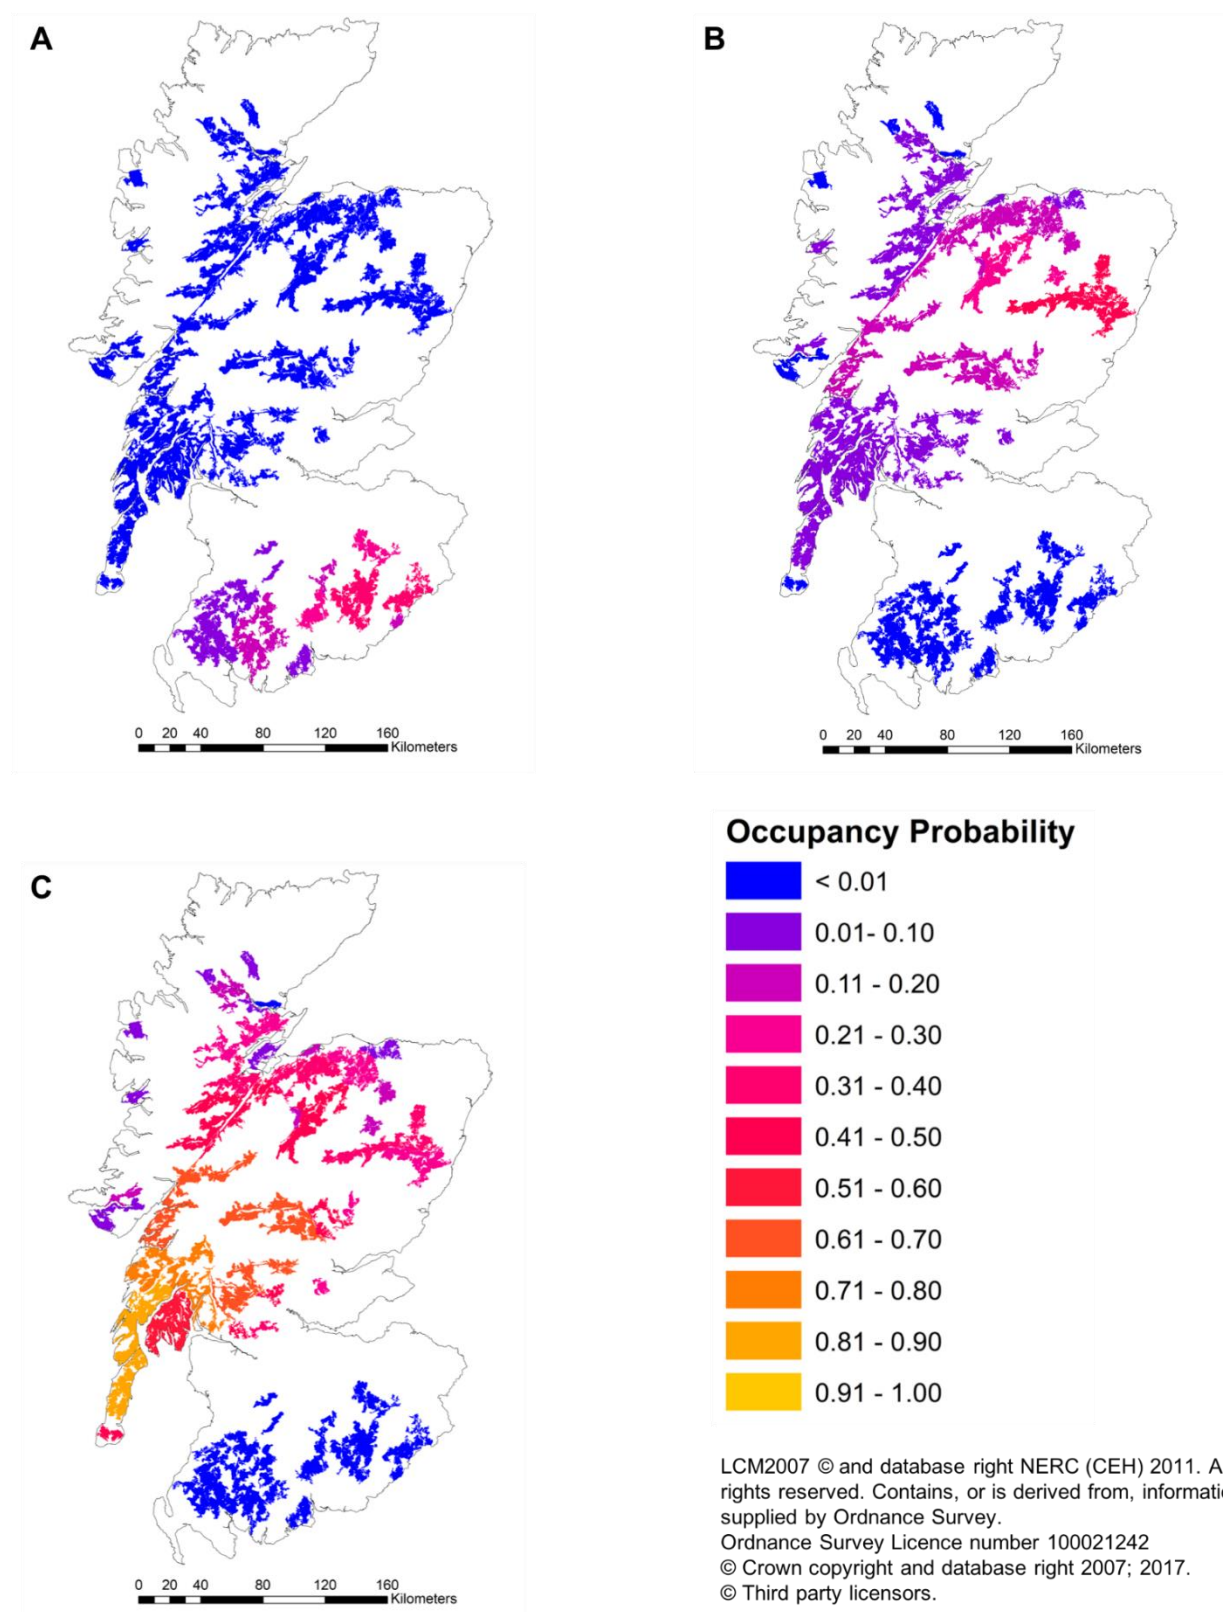 A
B
0 20 40 80 120 160
Kilometers
0 20 40 80 120 160
Kilometers
C
0 20 40 80 120 160
Kilometers
Occupancy Probability
< 0.01
0.01- 0.10
0.11 - 0.20
0.21 - 0.30
0.31 - 0.40
0.41 - 0.50
0.51 - 0.60
0.61 - 0.70
0.71 - 0.80
0.81 - 0.90
0.91 - 1.00
LCM2007 © and database right NERC (CEH) 2011. A
rights reserved. Contains, or is derived from, informati
supplied by Ordnance Survey.
Ordnance Survey Licence number 100021242
© Crown copyright and database right 2007; 2017.
© Third party licensors.